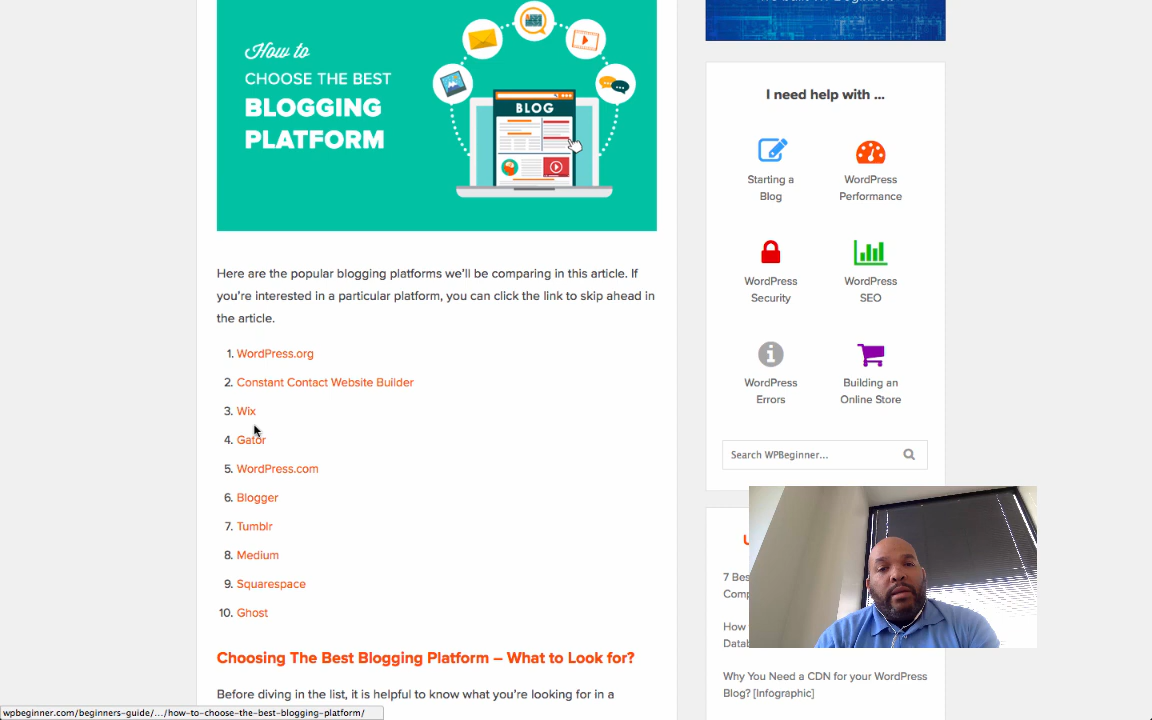 we built WPBeginner.
How to
CHOOSE THE BEST
BLOGGING
PLATFORM
BLOG
Here are the popular blogging platforms we'll be comparing in this article. If
you're interested in a particular platform, you can click the link to skip ahead in
the article.
1. WordPress.org
2. Constant Contact Website Builder
3. Wix
4. Gator
5. WordPress.com
6. Blogger
7. Tumblr
8. Medium
9. Squarespace
10. Ghost
Choosing The Best Blogging Platform – What to Look for?
Before diving in the list, it is helpful to know what you're looking for in a
I need help with ...
Starting a
Blog
WordPress
Performance
WordPress
Security
WordPress
SEO
WordPress
Errors
Building an
Online Store
Search WPBeginner...
7 Bes
Comp
How
Datab
Why You Need a CDN for your WordPress
Blog? [Infographic]
wpbeginner.com/beginners-guide/.../how-to-choose-the-best-blogging-platform/